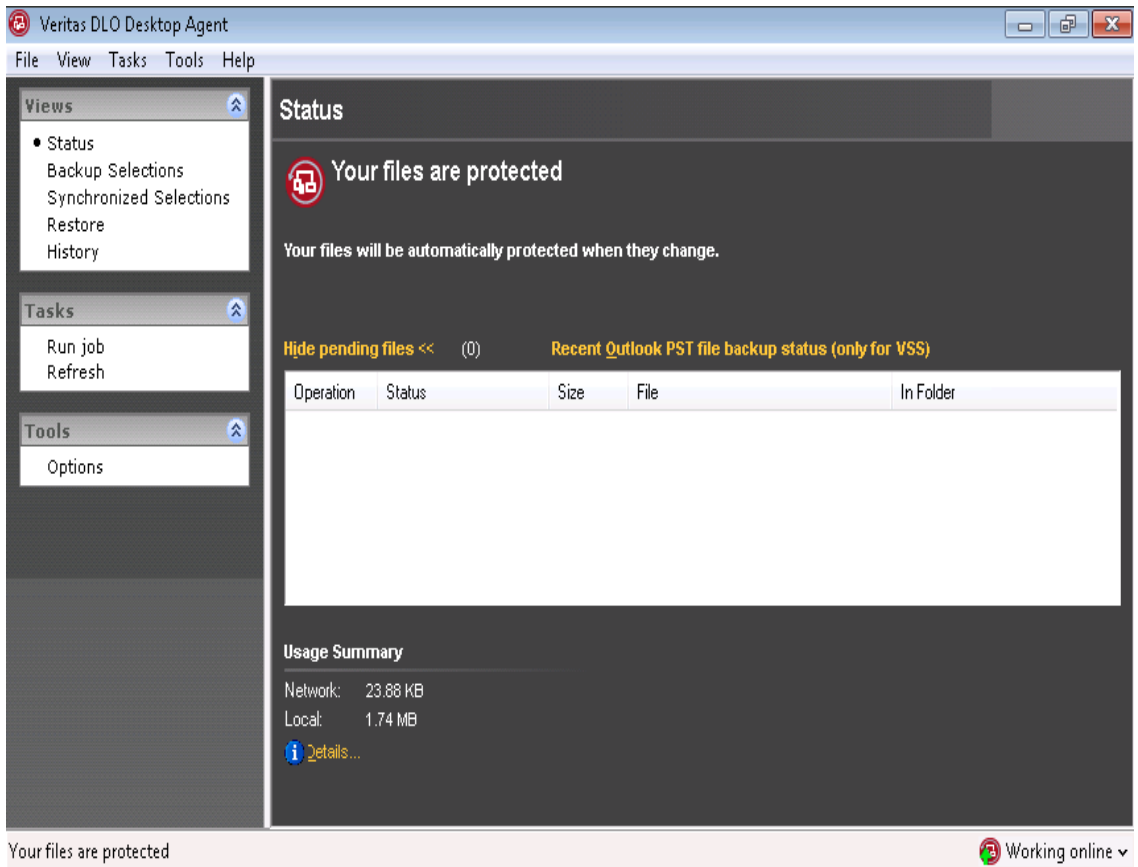 Veritas DLO Desktop Agent
File View Tasks Tools Help
Views
Status
Backup Selections
Synchronized Selections
Restore
History
Tasks
Run job
Refresh
Tools
Options
Status
Your files are protected
Your files will be automatically protected when they change.
Hide pending files << (0) Recent Outlook PST file backup status (only for VSS)
Operation Status Size File In Folder
Usage Summary
Network: 23.88 KB
Local: 1.74 MB
Details...
Your files are protected Working online